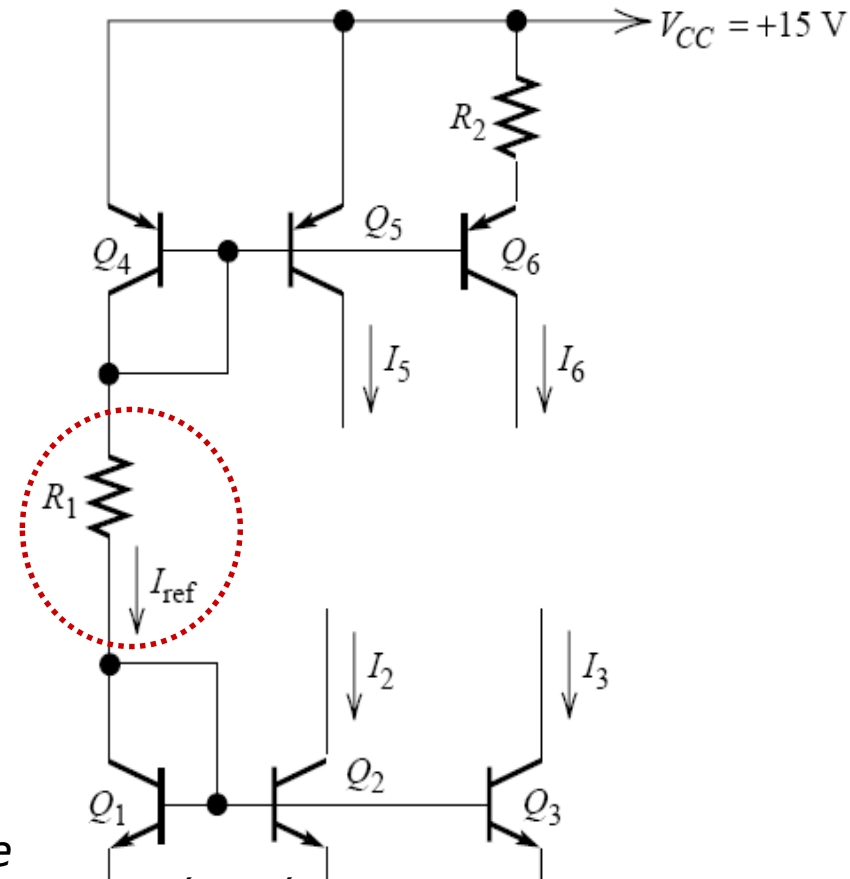 V_CC = +15 V
R_2
Q_4
Q_5
Q_6
I_5
I_6
R_1
I_ref
I_2
I_3
Q_1
Q_2
Q_3
e